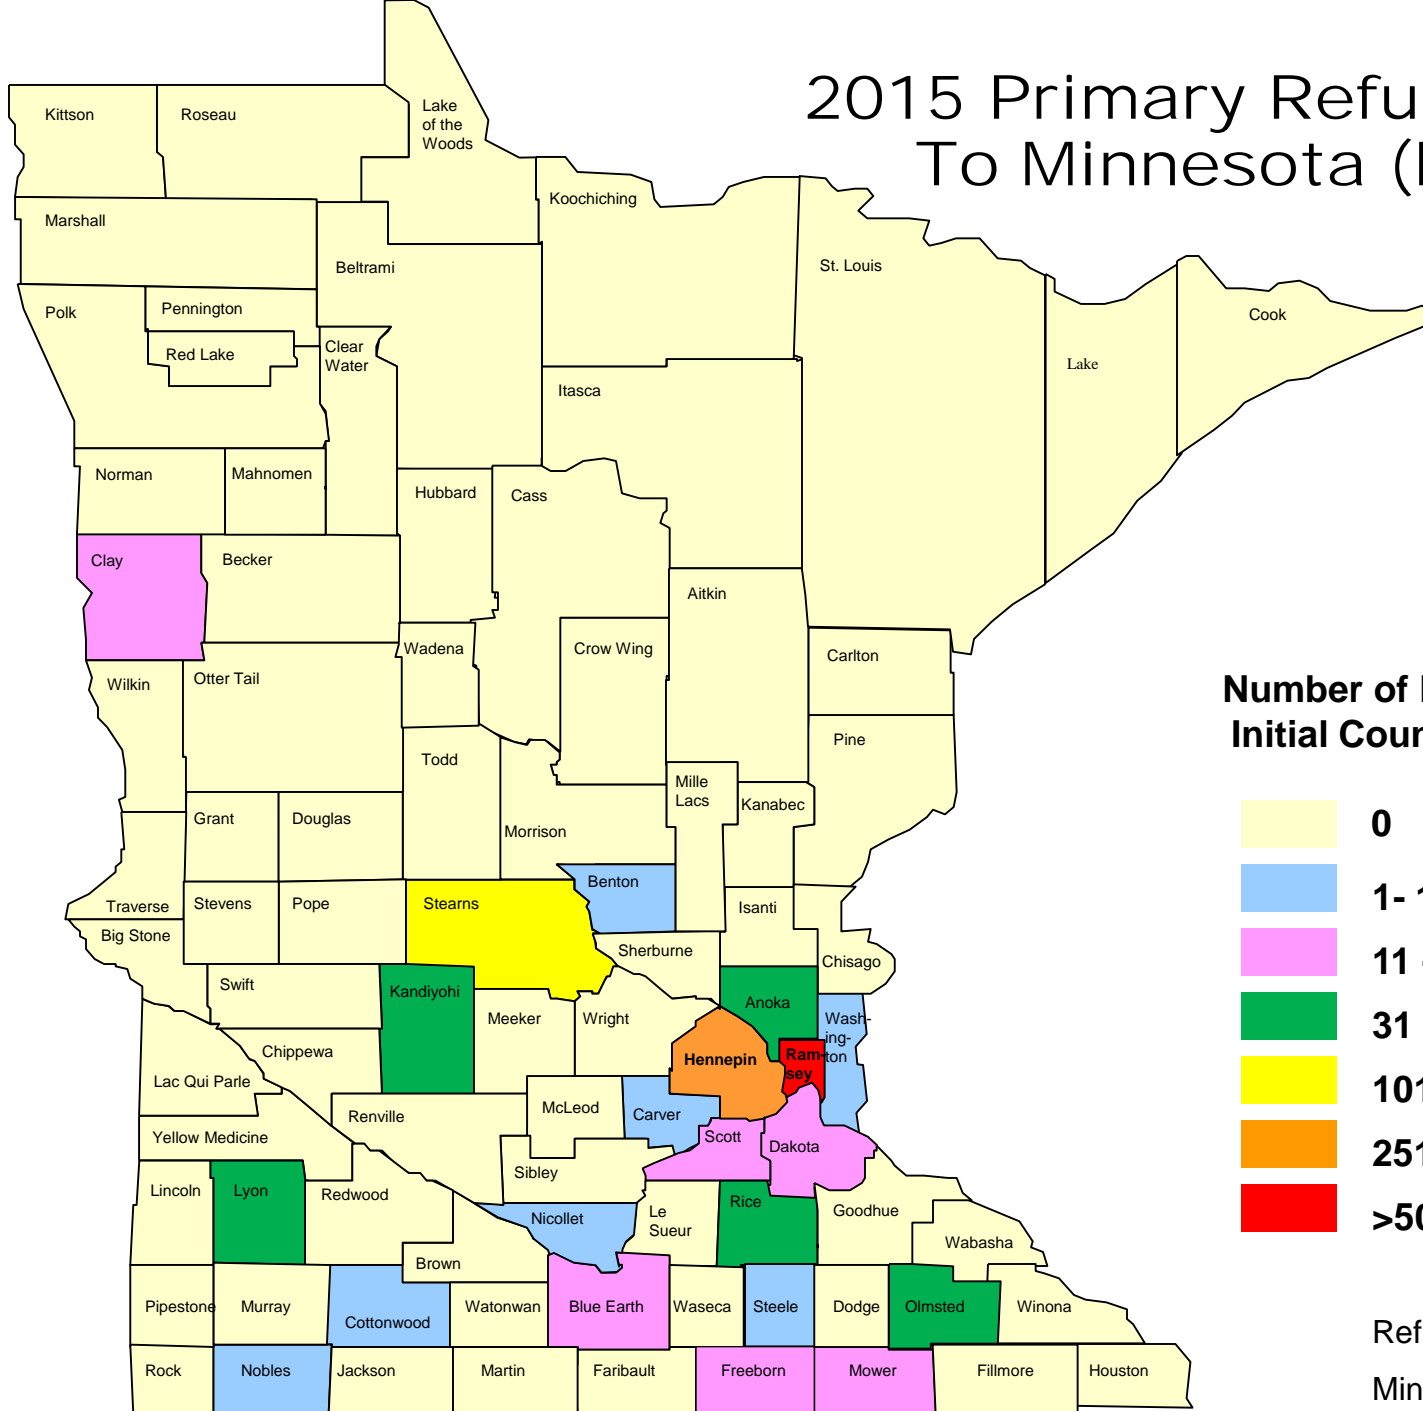 2015 Primary Refu
To Minnesota (
Kittson
Roseau
Lake
of the
Woods
Koochiching
Marshall
Beltrami
St. Louis
Polk
Pennington
Cook
Red Lake
Clear
Water
Lake
Itasca
Norman
Mahnomen
Hubbard
Cass
Clay
Becker
Aitkin
Wadena
Crow Wing
Carlton
Wilkin
Otter Tail
Number of
Initial Coun
Todd
Pine
Mille
Lacs
Kanabec
Grant
Douglas
Morrison
0
Benton
1- 1
Traverse
Stevens
Pope
Stearns
Isanti
Big Stone
Sherburne
Chisago
11
Swift
Kandiyohi
Anoka
Meeker
Wright
Wash-
ing-
ton
31
Chippewa
Hennepin
Ram-
sey
Lac Qui Parle
101
Renville
McLeod
Carver
Yellow Medicine
Scott
Dakota
251
Sibley
Lincoln
Lyon
Redwood
Rice
Nicollet
Le
Sueur
Goodhue
>50
Wabasha
Brown
Pipestone
Murray
Cottonwood
Watonwan
Blue Earth
Waseca
Steele
Dodge
Olmsted
Winona
Ref
Rock
Nobles
Jackson
Martin
Faribault
Freeborn
Mower
Fillmore
Houston
Min